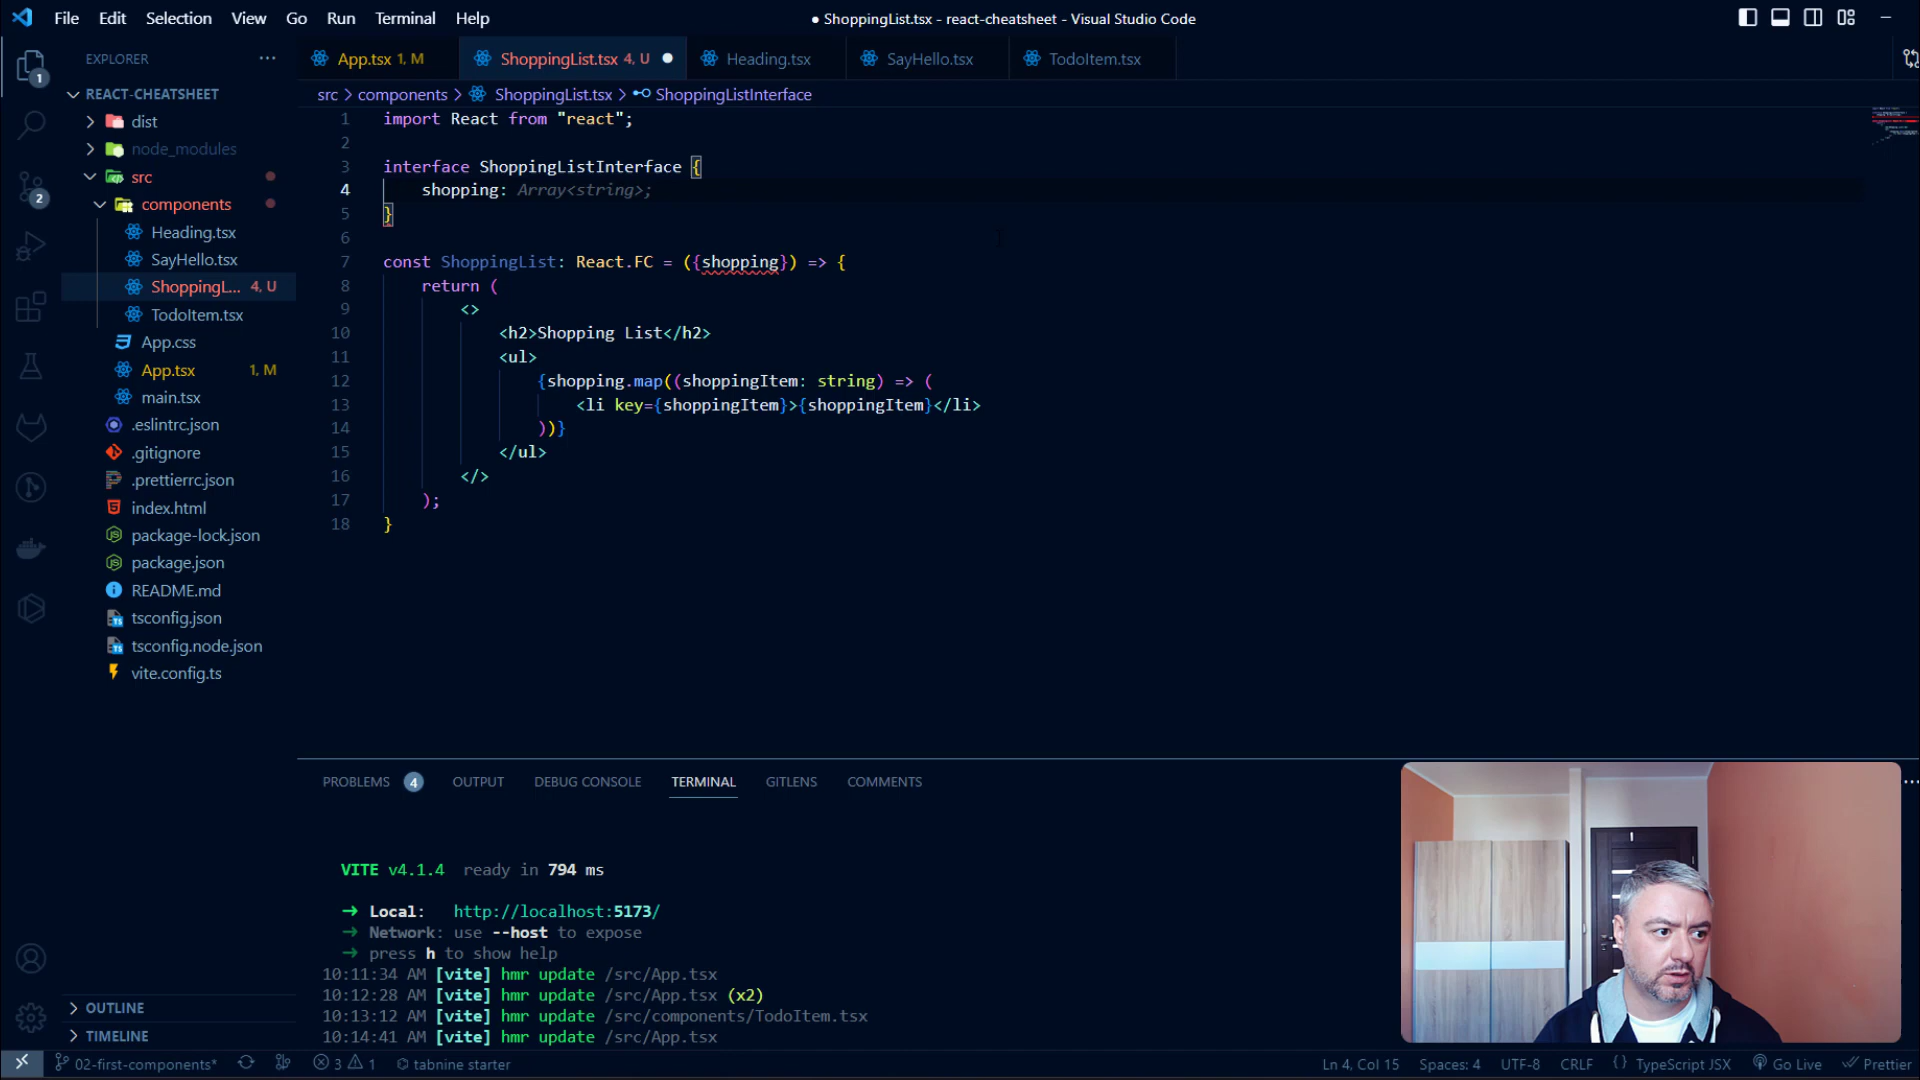 File Edit Selection View Go Run Terminal Help
● ShoppingList.tsx - react-cheatsheet - Visual Studio Code
EXPLORER
App.tsx 1, M
ShoppingList.tsx 4, U
Heading.tsx
SayHello.tsx
TodoItem.tsx
src > components > ShoppingList.tsx > ShoppingListInterface
1
2
REACT-CHEATSHEET
dist
node_modules
src
components
Heading.tsx
SayHello.tsx
ShoppingL... 4, U
TodoItem.tsx
App.css
App.tsx 1, M
main.tsx
.eslintrc.json
.gitignore
.prettierrc.json
index.html
package-lock.json
package.json
README.md
tsconfig.json
tsconfig.node.json
vite.config.ts
OUTLINE
TIMELINE
1 import React from "react";
2
3 interface ShoppingListInterface {
4 shopping: Array<string>;
5 }
6
7 const ShoppingList: React.FC = ({shopping}) => {
8 return (
9 <>
10 <h2>Shopping List</h2>
11 <ul>
12 {shopping.map((shoppingItem: string) => (
13 <li key={shoppingItem}>{shoppingItem}</li>
14 ))}
15 </ul>
16 </>
17 );
18 }
PROBLEMS 4 OUTPUT DEBUG CONSOLE TERMINAL GITLENS COMMENTS
VITE v4.1.4 ready in 794 ms
➜ Local: http://localhost:5173/
➜ Network: use --host to expose
➜ press h to show help
10:11:34 AM [vite] hmr update /src/App.tsx
10:12:28 AM [vite] hmr update /src/App.tsx (x2)
10:13:12 AM [vite] hmr update /src/components/TodoItem.tsx
10:14:41 AM [vite] hmr update /src/App.tsx
02-first-components* 3 1 tabnine starter
Ln 4, Col 15 Spaces: 4 UTF-8 CRLF {} TypeScript JSX Go Live Prettier